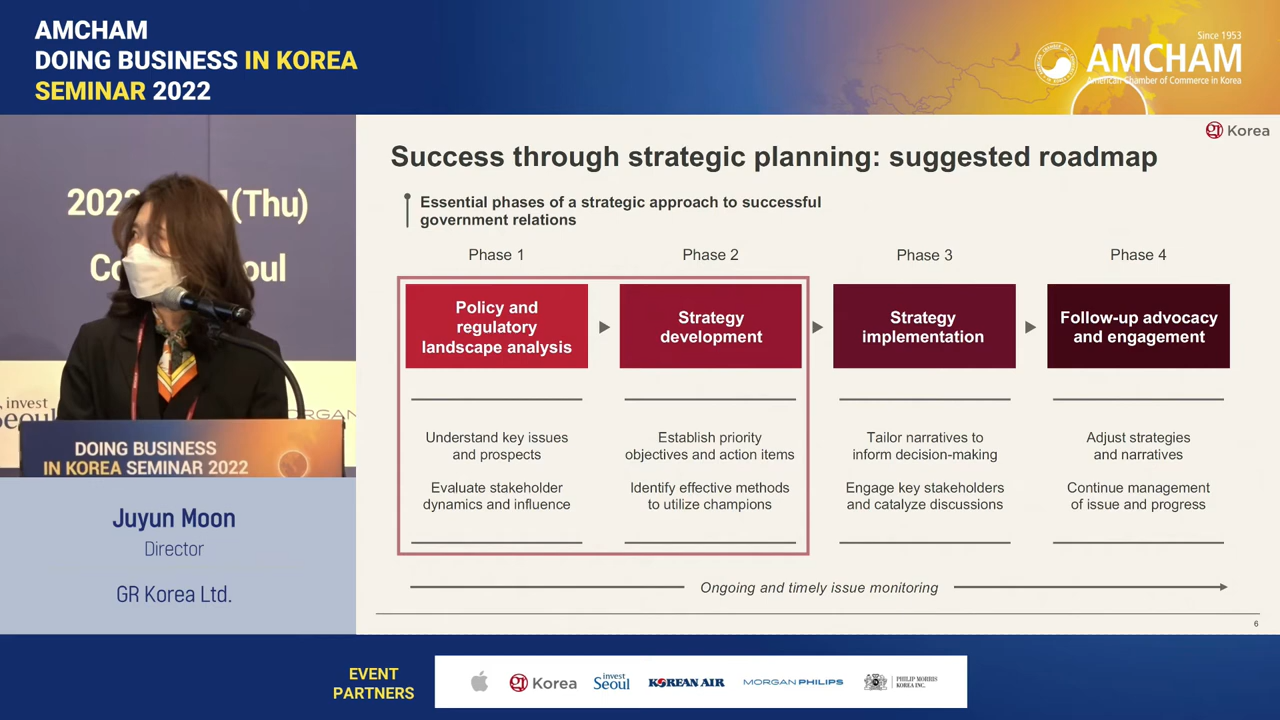 AMCHAM
DOING BUSINESS IN KOREA
SEMINAR 2022
Since 1953
AMCHAM
American Chamber of Commerce in Korea
Korea
Success through strategic planning: suggested roadmap
Essential phases of a strategic approach to successful
government relations
Phase 1
Phase 2
Phase 3
Phase 4
Policy and
regulatory
landscape analysis
Strategy
development
Strategy
implementation
Follow-up advocacy
and engagement
Understand key issues
and prospects
Evaluate stakeholder
dynamics and influence
Establish priority
objectives and action items
Identify effective methods
to utilize champions
Tailor narratives to
inform decision-making
Engage key stakeholders
and catalyze discussions
Adjust strategies
and narratives
Continue management
of issue and progress
Ongoing and timely issue monitoring
6
(Thu)
invest
Seoul
DOING BUSINESS
IN KOREA SEMINAR 2022
Juyun Moon
Director
GR Korea Ltd.
EVENT
PARTNERS
Korea
invest
Seoul
KOREAN AIR
MORGAN PHILIPS
PHILIP MORRIS
KOREA INC.